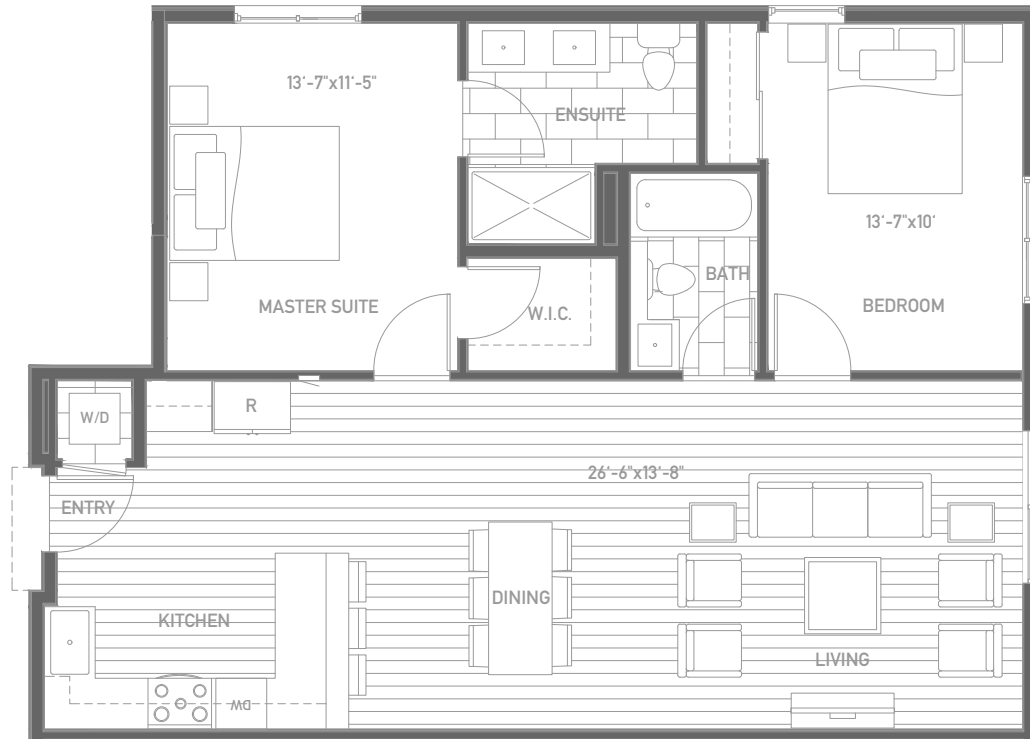 13'-7"x11'-5"
ENSUITE
13'-7"x10'
BATH
MASTER SUITE
W.I.C.
BEDROOM
R
W/D
26'-6"x13'-8"
ENTRY
DINING
KITCHEN
LIVING
DW